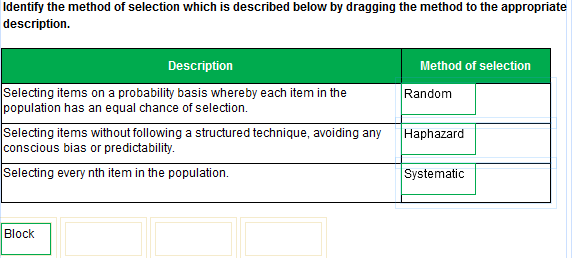 Identify the method of selection which is described below by dragging the method to the appropriate
description.
Description
Method of selection
Selecting items on a probability basis whereby each item in the
population has an equal chance of selection.
Random
Selecting items without following a structured technique, avoiding any
conscious bias or predictability.
Haphazard
Selecting every nth item in the population.
Systematic
Block